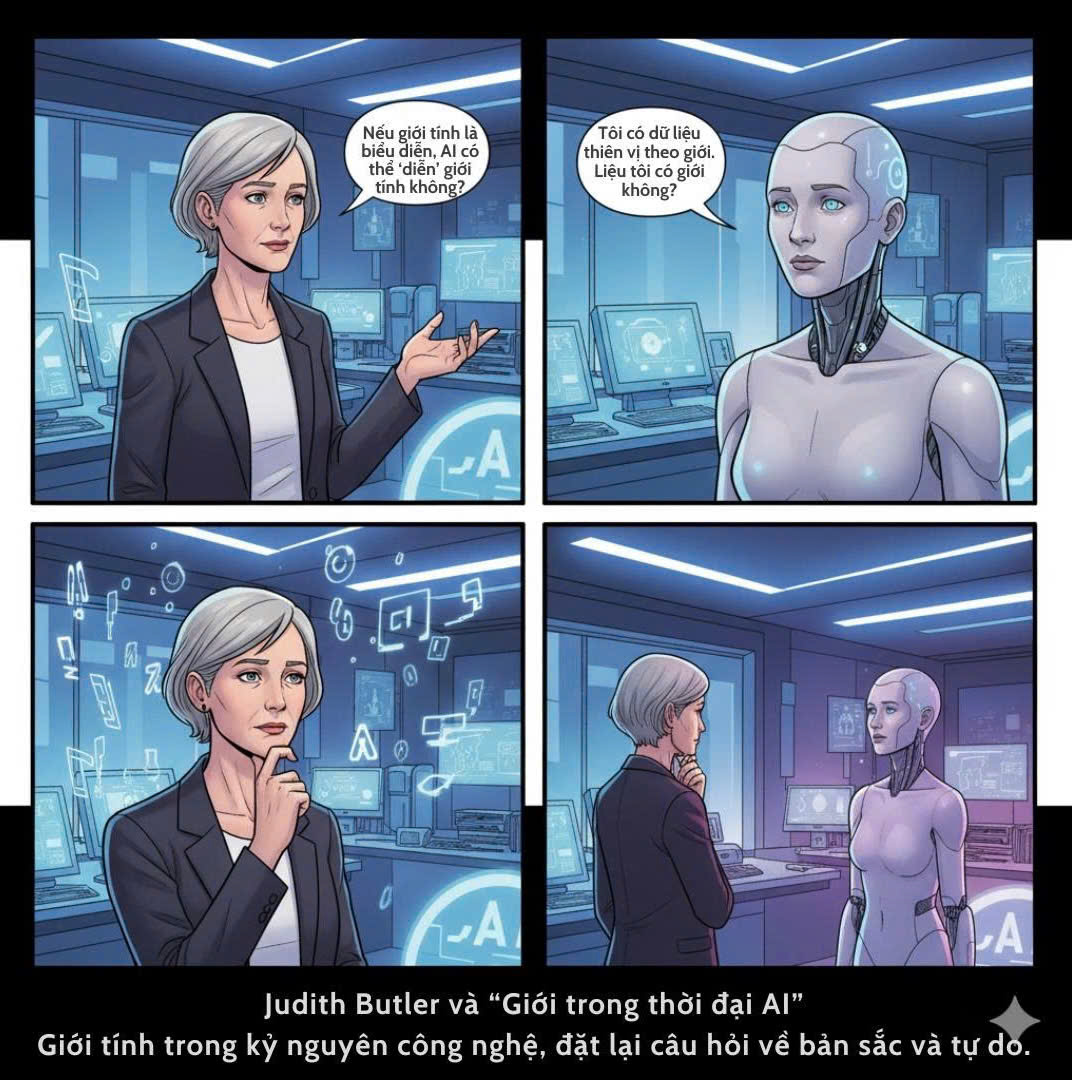 Nếu giới tính là
biểu diễn, AI có
thể ‘diễn’ giới
tính không?
Tôi có dữ liệu
thiên vị theo giới.
Liệu tôi có giới
không?
A
A
A
Judith Butler và “Giới trong thời đại AI”
Giới tính trong kỷ nguyên công nghệ, đặt lại câu hỏi về bản sắc và tự do.